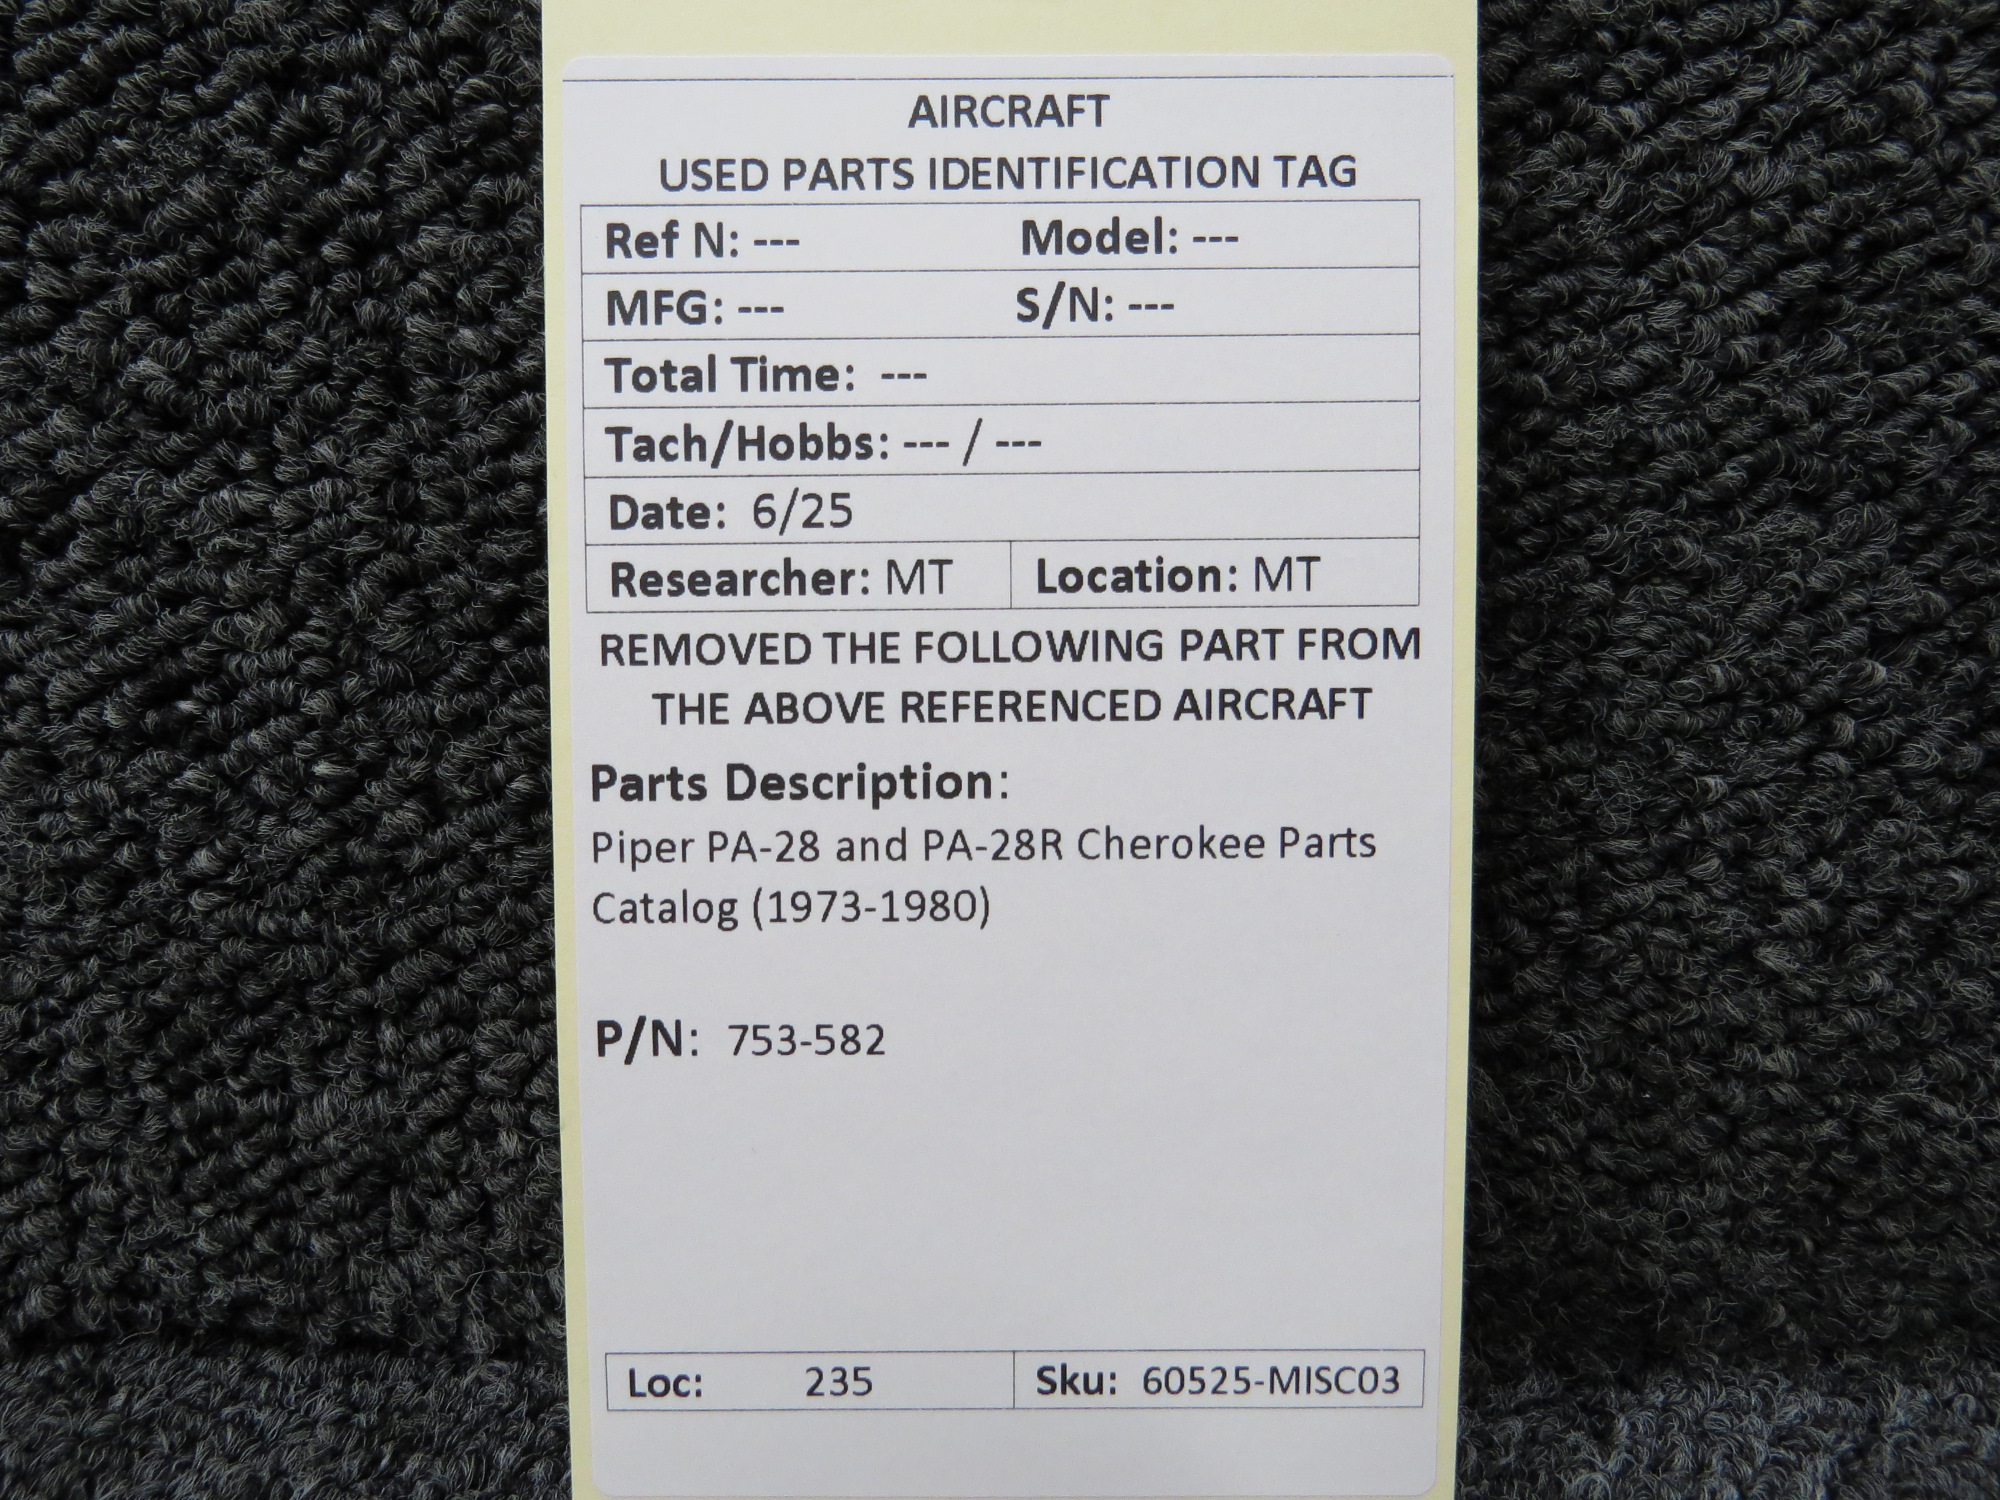 AIRCRAFT
USED PARTS IDENTIFICATION TAG
Ref N: --- Model: ---
MFG: --- S/N: ---
Total Time: ---
Tach/Hobbs: --- / ---
Date: 6/25
Researcher: MT Location: MT
REMOVED THE FOLLOWING PART FROM
THE ABOVE REFERENCED AIRCRAFT
Parts Description:
Piper PA-28 and PA-28R Cherokee Parts
Catalog (1973-1980)
P/N: 753-582
Loc: 235 Sku: 60525-MISC03